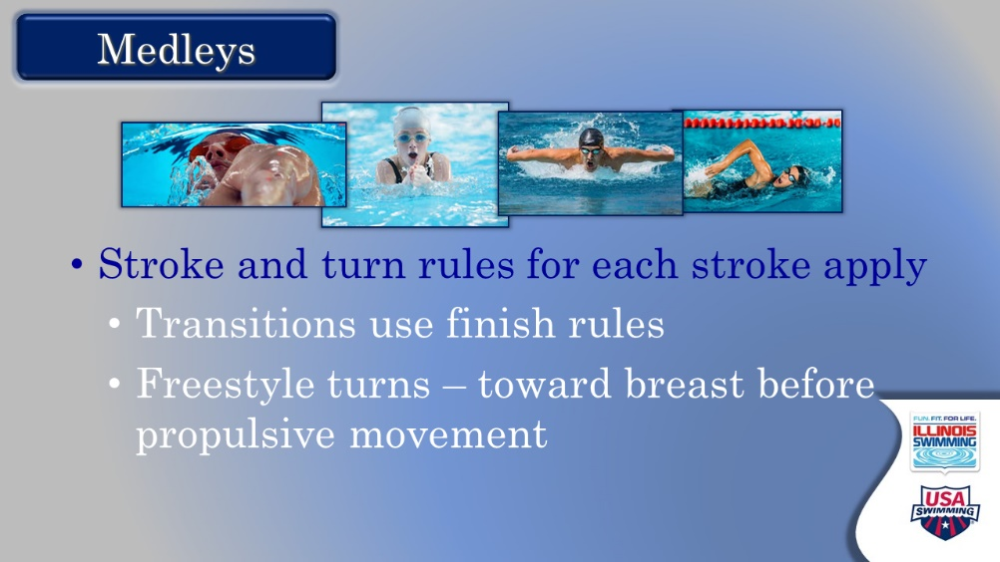 Medleys
• Stroke and turn rules for each stroke apply
• Transitions use finish rules
• Freestyle turns – toward breast before
propulsive movement
FUN. FIT. FOR LIFE.
ILLINOIS
SWIMMING
USA
SWIMMING